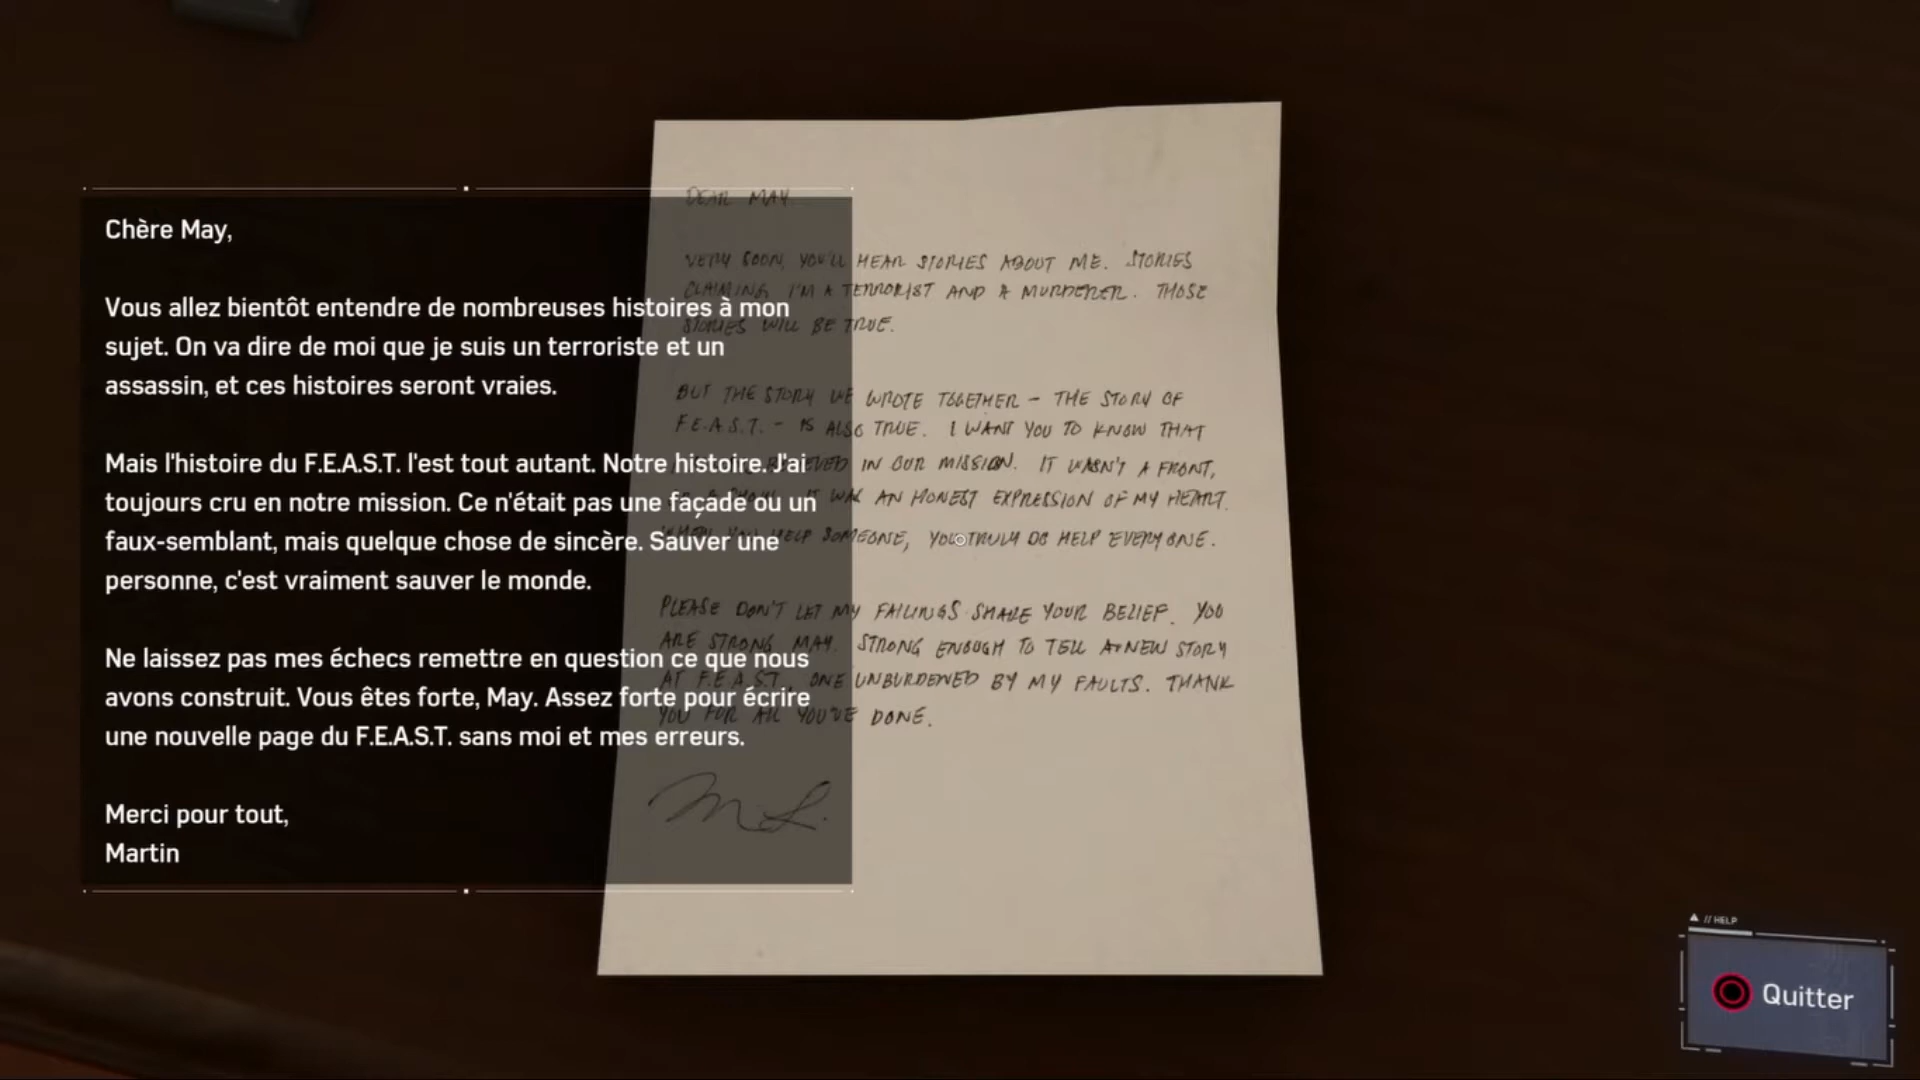 Chère May,
Vous allez bientôt entendre de nombreuses histoires à mon
sujet. On va dire de moi que je suis un terroriste et un
assassin, et ces histoires seront vraies.
Mais l'histoire du F.E.A.S.T. l'est tout autant. Notre histoire. J'ai
toujours cru en notre mission. Ce n'était pas une façade ou un
faux-semblant, mais quelque chose de sincère. Sauver une
personne, c'est vraiment sauver le monde.
Ne laissez pas mes échecs remettre en question ce que nous
avons construit. Vous êtes forte, May. Assez forte pour écrire
une nouvelle page du F.E.A.S.T. sans moi et mes erreurs.
Merci pour tout,
Martin
DEAR MAY
VERY SOON, YOU'LL HEAR STORIES ABOUT ME. STORIES
CLAIMING I'M A TERRORIST AND A MURDERER. THOSE
STORIES WILL BE TRUE.
BUT THE STORY WE WROTE TOGETHER - THE STORY OF
F.E.A.S.T. - IS ALSO TRUE. I WANT YOU TO KNOW THAT
IN OUR MISSION. IT WASN'T A FRONT,
IT WAS AN HONEST EXPRESSION OF MY HEART.
WHEN YOU HELP SOMEONE, YOU TRULY DO HELP EVERYONE.
PLEASE DON'T LET MY FAILINGS SHAKE YOUR BELIEF. YOU
ARE STRONG MAY. STRONG ENOUGH TO TELL A NEW STORY
AT F.E.A.S.T., ONE UNBURDENED BY MY FAULTS. THANK
YOU FOR ALL YOU'VE DONE.
// HELP
Quitter